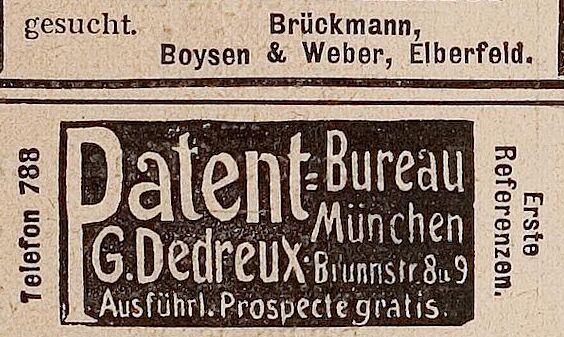 gesucht.
Brückmann,
Boysen & Weber, Elberfeld.
Telefon 788
Patent-Bureau
München
G. Dedreux: Brunnstr. 8 u 9
Ausführl. Prospecte gratis.
Erste
Referenzen.